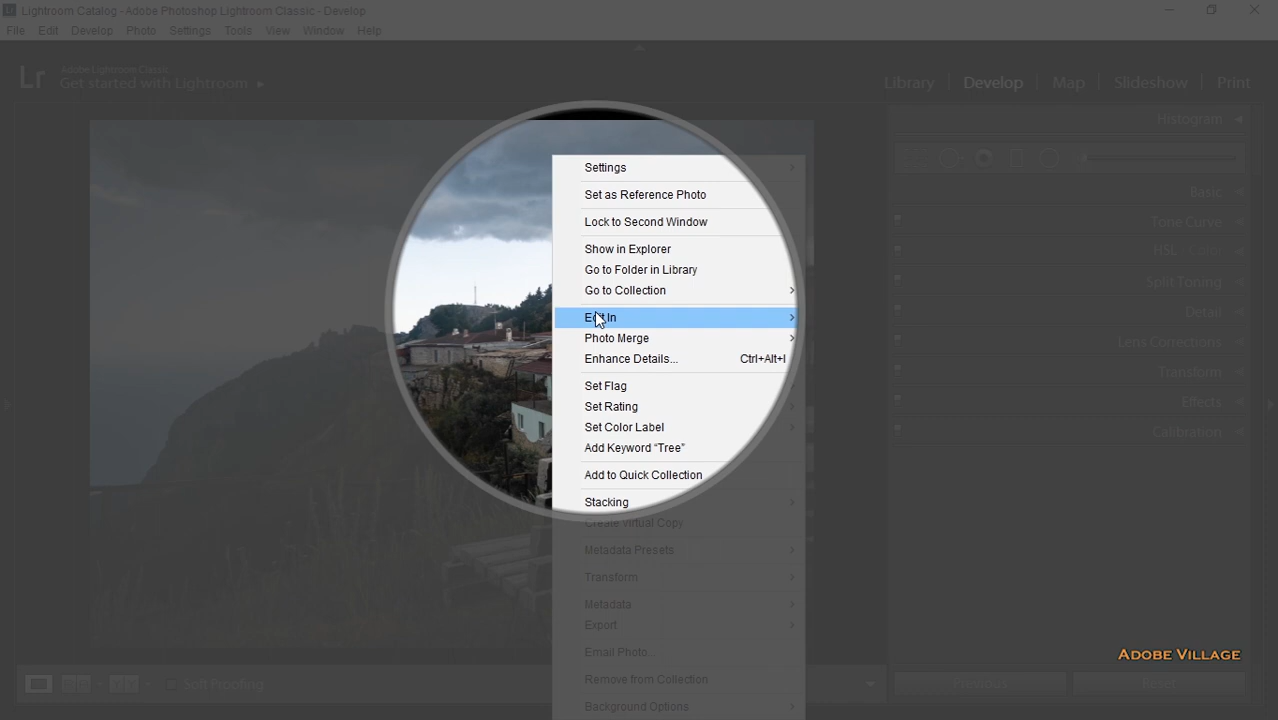 Lightroom Catalog - Adobe Photoshop Lightroom Classic - Develop
File Edit Develop Photo Settings Tools View Window Help
Lr
Adobe Lightroom Classic
Get started with Lightroom
Library | Develop | Map | Slideshow | Print
Histogram
Basic
Tone Curve
HSL / Color
Split Toning
Detail
Lens Corrections
Transform
Effects
Calibration
Settings
Set as Reference Photo
Lock to Second Window
Show in Explorer
Go to Folder in Library
Go to Collection
Edit In
Photo Merge
Enhance Details... Ctrl+Alt+I
Set Flag
Set Rating
Set Color Label
Add Keyword “Tree”
Add to Quick Collection
Stacking
Create Virtual Copy
Metadata Presets
Transform
Metadata
Export
Email Photo...
Remove from Collection
Background Options
Soft Proofing
Previous
Reset
ADOBE VILLAGE